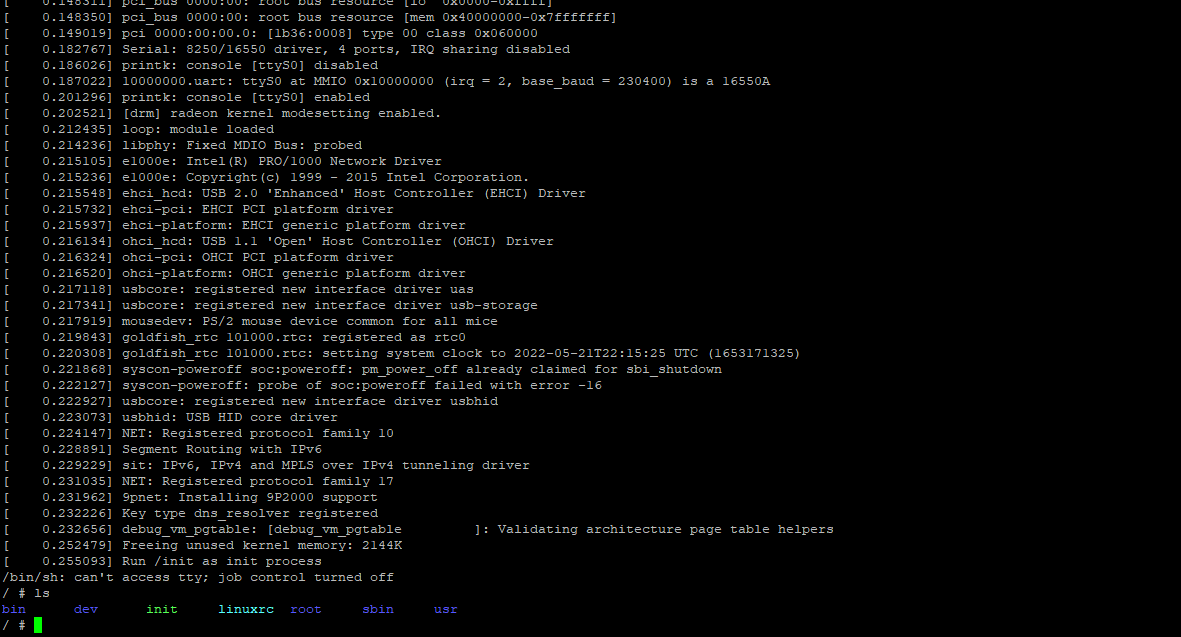 [    0.148311] pci_bus 0000:00: root bus resource [io  0x0000-0xffff]
[    0.148350] pci_bus 0000:00: root bus resource [mem 0x40000000-0x7fffffff]
[    0.149019] pci 0000:00:00.0: [1b36:0008] type 00 class 0x060000
[    0.182767] Serial: 8250/16550 driver, 4 ports, IRQ sharing disabled
[    0.186026] printk: console [ttyS0] disabled
[    0.187022] 10000000.uart: ttyS0 at MMIO 0x10000000 (irq = 2, base_baud = 230400) is a 16550A
[    0.201296] printk: console [ttyS0] enabled
[    0.202521] [drm] radeon kernel modesetting enabled.
[    0.212435] loop: module loaded
[    0.214236] libphy: Fixed MDIO Bus: probed
[    0.215105] e1000e: Intel(R) PRO/1000 Network Driver
[    0.215236] e1000e: Copyright(c) 1999 - 2015 Intel Corporation.
[    0.215548] ehci_hcd: USB 2.0 'Enhanced' Host Controller (EHCI) Driver
[    0.215732] ehci-pci: EHCI PCI platform driver
[    0.215937] ehci-platform: EHCI generic platform driver
[    0.216134] ohci_hcd: USB 1.1 'Open' Host Controller (OHCI) Driver
[    0.216324] ohci-pci: OHCI PCI platform driver
[    0.216520] ohci-platform: OHCI generic platform driver
[    0.217118] usbcore: registered new interface driver uas
[    0.217341] usbcore: registered new interface driver usb-storage
[    0.217919] mousedev: PS/2 mouse device common for all mice
[    0.219843] goldfish_rtc 101000.rtc: registered as rtc0
[    0.220308] goldfish_rtc 101000.rtc: setting system clock to 2022-05-21T22:15:25 UTC (1653171325)
[    0.221868] syscon-poweroff soc:poweroff: pm_power_off already claimed for sbi_shutdown
[    0.222127] syscon-poweroff: probe of soc:poweroff failed with error -16
[    0.222927] usbcore: registered new interface driver usbhid
[    0.223073] usbhid: USB HID core driver
[    0.224147] NET: Registered protocol family 10
[    0.228891] Segment Routing with IPv6
[    0.229229] sit: IPv6, IPv4 and MPLS over IPv4 tunneling driver
[    0.231035] NET: Registered protocol family 17
[    0.231962] 9pnet: Installing 9P2000 support
[    0.232226] Key type dns_resolver registered
[    0.232656] debug_vm_pgtable: [debug_vm_pgtable         ]: Validating architecture page table helpers
[    0.252479] Freeing unused kernel memory: 2144K
[    0.255093] Run /init as init process
/bin/sh: can't access tty; job control turned off
/ # ls
bin      dev      init     linuxrc  root     sbin     usr
/ #